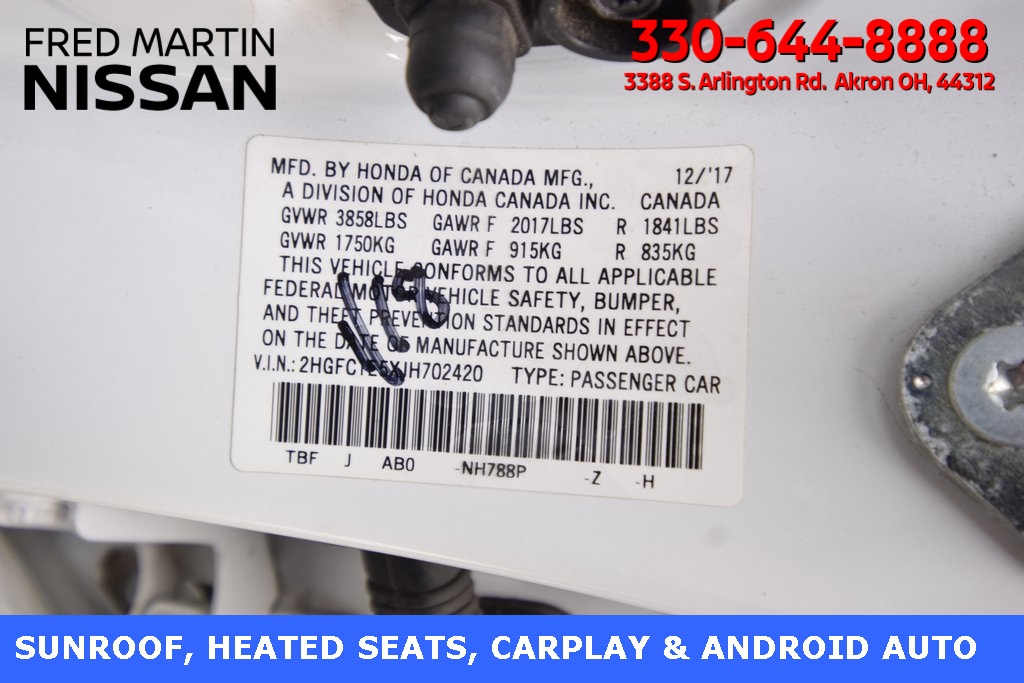 FRED MARTIN
NISSAN
330-644-8888
3388 S. Arlington Rd. Akron OH, 44312
MFD. BY HONDA OF CANADA MFG., 12/'17
A DIVISION OF HONDA CANADA INC. CANADA
GVWR 3858LBS GAWR F 2017LBS R 1841LBS
GVWR 1750KG GAWR F 915KG R 835KG
THIS VEHICLE CONFORMS TO ALL APPLICABLE
FEDERAL MOTOR VEHICLE SAFETY, BUMPER,
AND THEFT PREVENTION STANDARDS IN EFFECT
ON THE DATE OF MANUFACTURE SHOWN ABOVE.
V.I.N.: 2HGFC1E5XJH702420 TYPE: PASSENGER CAR
TBF J AB0 -NH788P -Z -H
SUNROOF, HEATED SEATS, CARPLAY & ANDROID AUTO